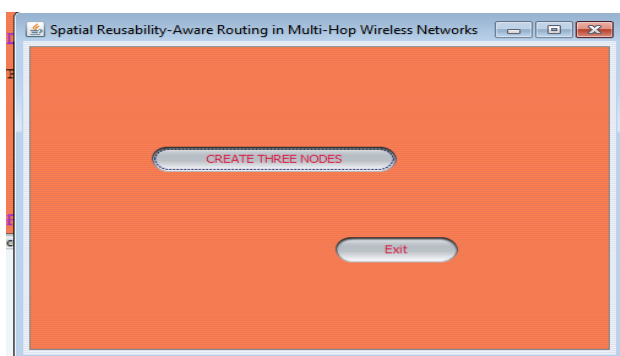 Spatial Reusability-Aware Routing in Multi-Hop Wireless Networks
CREATE THREE NODES
Exit